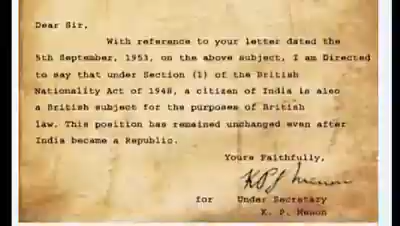 Dear Sir,
With reference to your letter dated the
5th September, 1953, on the above subject, I am Directed
to say that under Section (1) of the British
Nationality Act of 1948, a citizen of India is also
a British subject for the purposes of British
law. This position has remained unchanged even after
India became a Republic.
Yours Faithfully,
K P S Menon
for Under Secretary
K. P. Menon